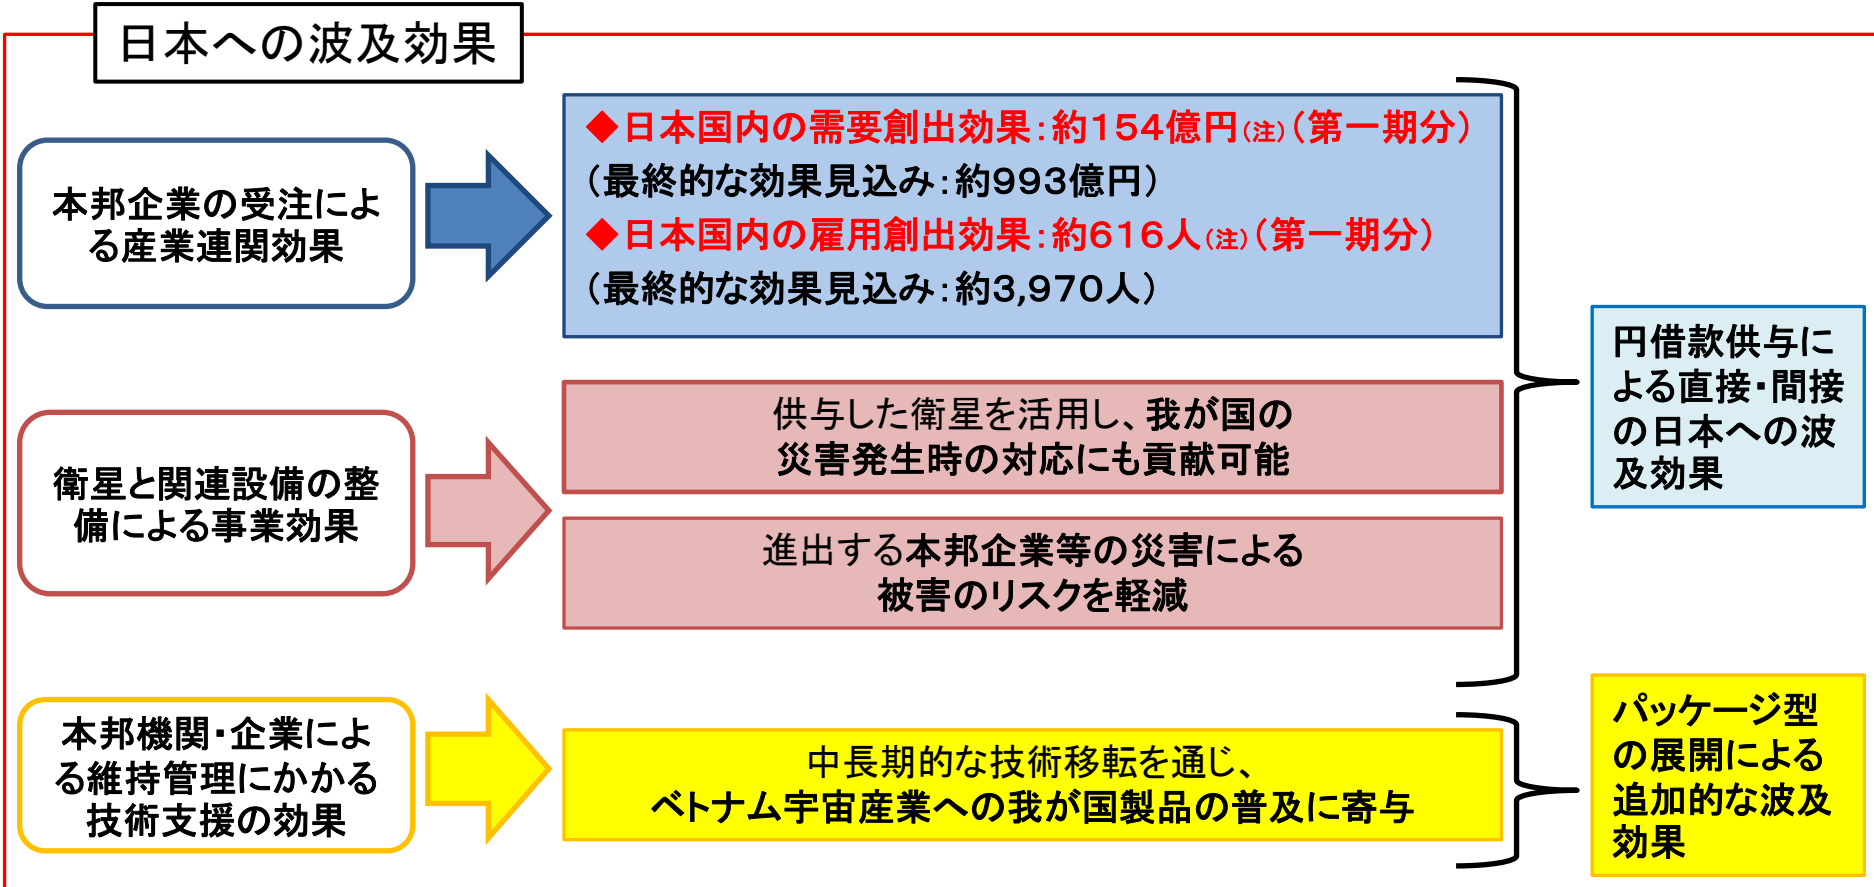 日本への波及効果
本邦企業の受注によ
る産業連関効果
◆日本国内の需要創出効果：約１５４億円（注）（第一期分）
（最終的な効果見込み：約９９３億円）
◆日本国内の雇用創出効果：約６１６人（注）（第一期分）
（最終的な効果見込み：約３,９７０人）
衛星と関連設備の整
備による事業効果
供与した衛星を活用し、我が国の
災害発生時の対応にも貢献可能
進出する本邦企業等の災害による
被害のリスクを軽減
円借款供与に
よる直接・間接
の日本への波
及効果
本邦機関・企業によ
る維持管理にかかる
技術支援の効果
中長期的な技術移転を通じ、
ベトナム宇宙産業への我が国製品の普及に寄与
パッケージ型
の展開による
追加的な波及
効果